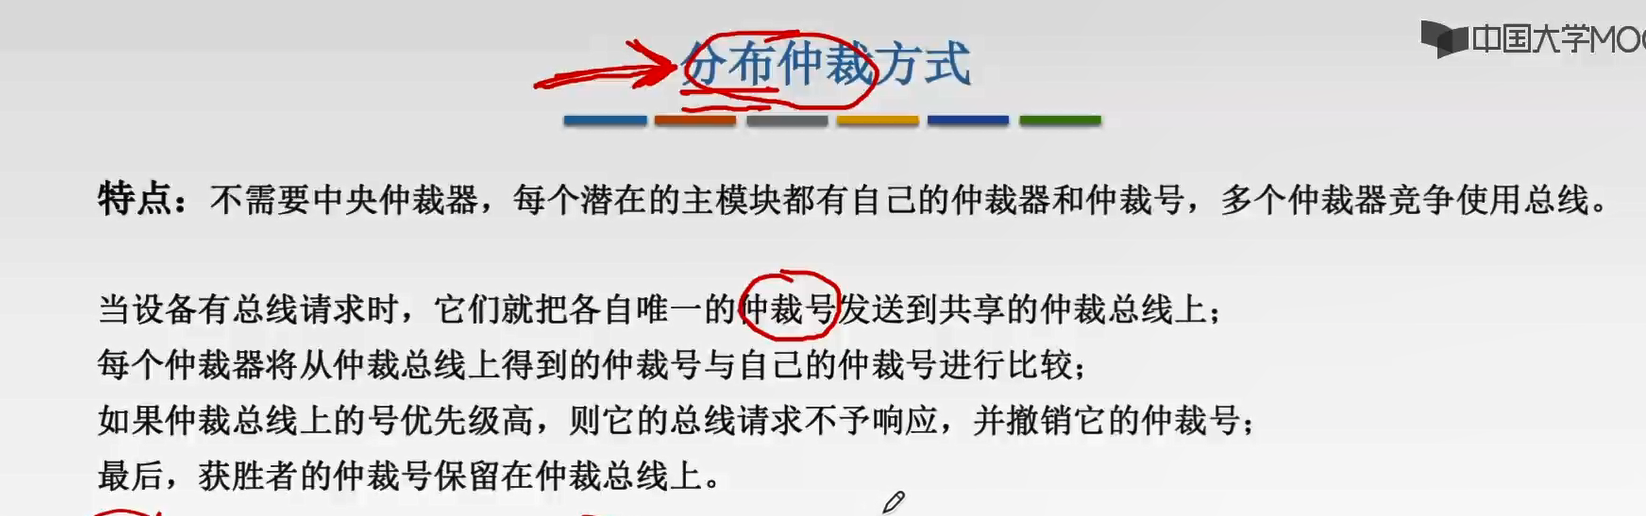 中国大学MOO
分布仲裁方式
特点：不需要中央仲裁器，每个潜在的主模块都有自己的仲裁器和仲裁号，多个仲裁器竞争使用总线。
当设备有总线请求时，它们就把各自唯一的仲裁号发送到共享的仲裁总线上；
每个仲裁器将从仲裁总线上得到的仲裁号与自己的仲裁号进行比较；
如果仲裁总线上的号优先级高，则它的总线请求不予响应，并撤销它的仲裁号；
最后，获胜者的仲裁号保留在仲裁总线上。